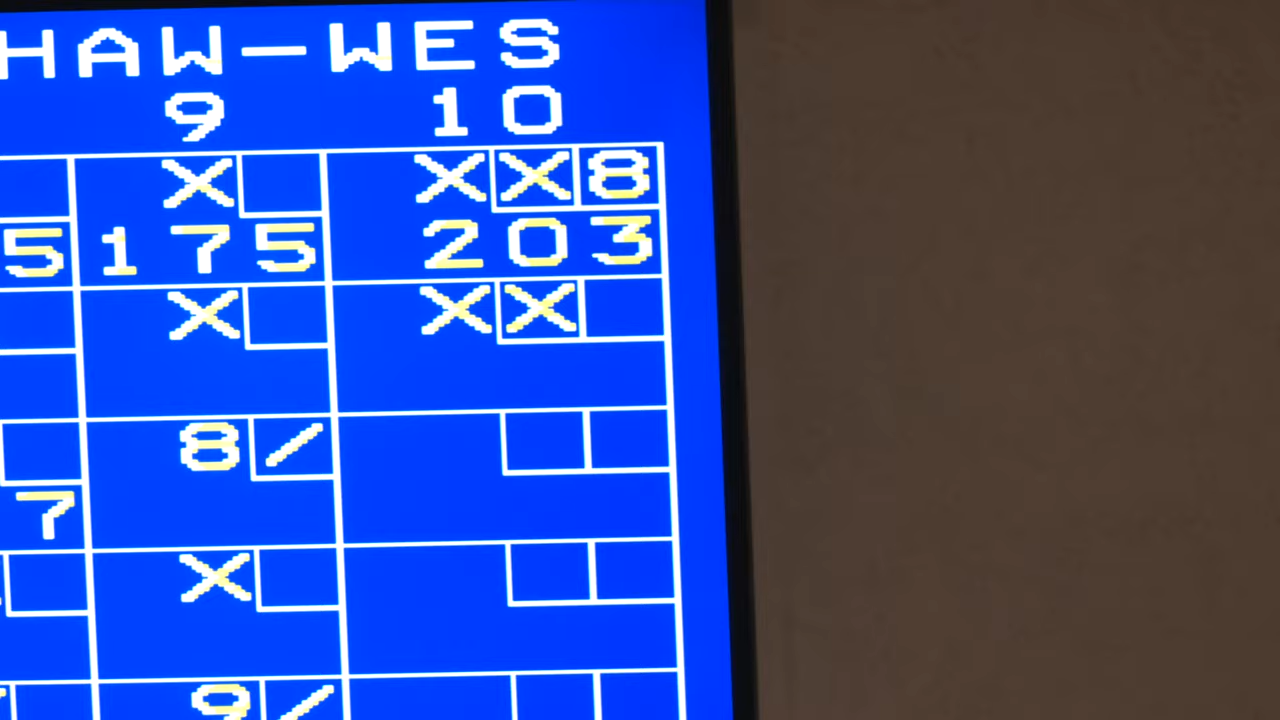 HAW-WES
9 10
X X X 8
5 175 203
X X X
8 /
7
X
9 /